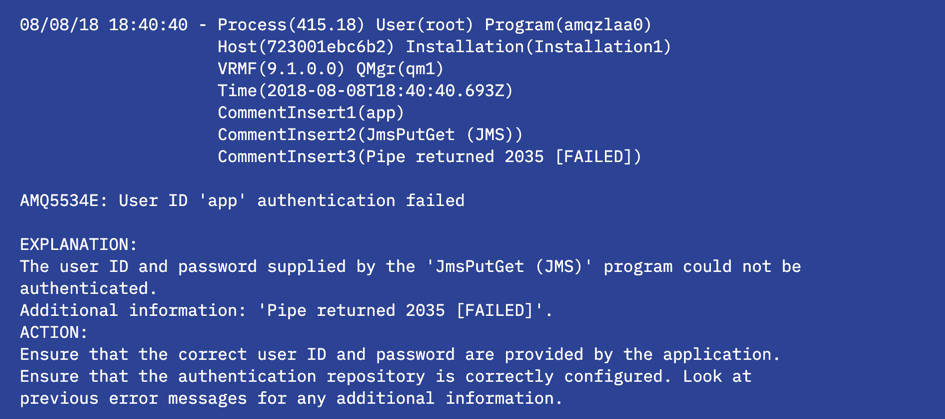 08/08/18 18:40:40 - Process(415.18) User(root) Program(amqzlaa0)
Host(723001ebc6b2) Installation(Installation1)
VRMF(9.1.0.0) QMgr(qm1)
Time(2018-08-08T18:40:40.693Z)
CommentInsert1(app)
CommentInsert2(JmsPutGet (JMS))
CommentInsert3(Pipe returned 2035 [FAILED])
AMQ5534E: User ID 'app' authentication failed
EXPLANATION:
The user ID and password supplied by the 'JmsPutGet (JMS)' program could not be
authenticated.
Additional information: 'Pipe returned 2035 [FAILED]'.
ACTION:
Ensure that the correct user ID and password are provided by the application.
Ensure that the authentication repository is correctly configured. Look at
previous error messages for any additional information.